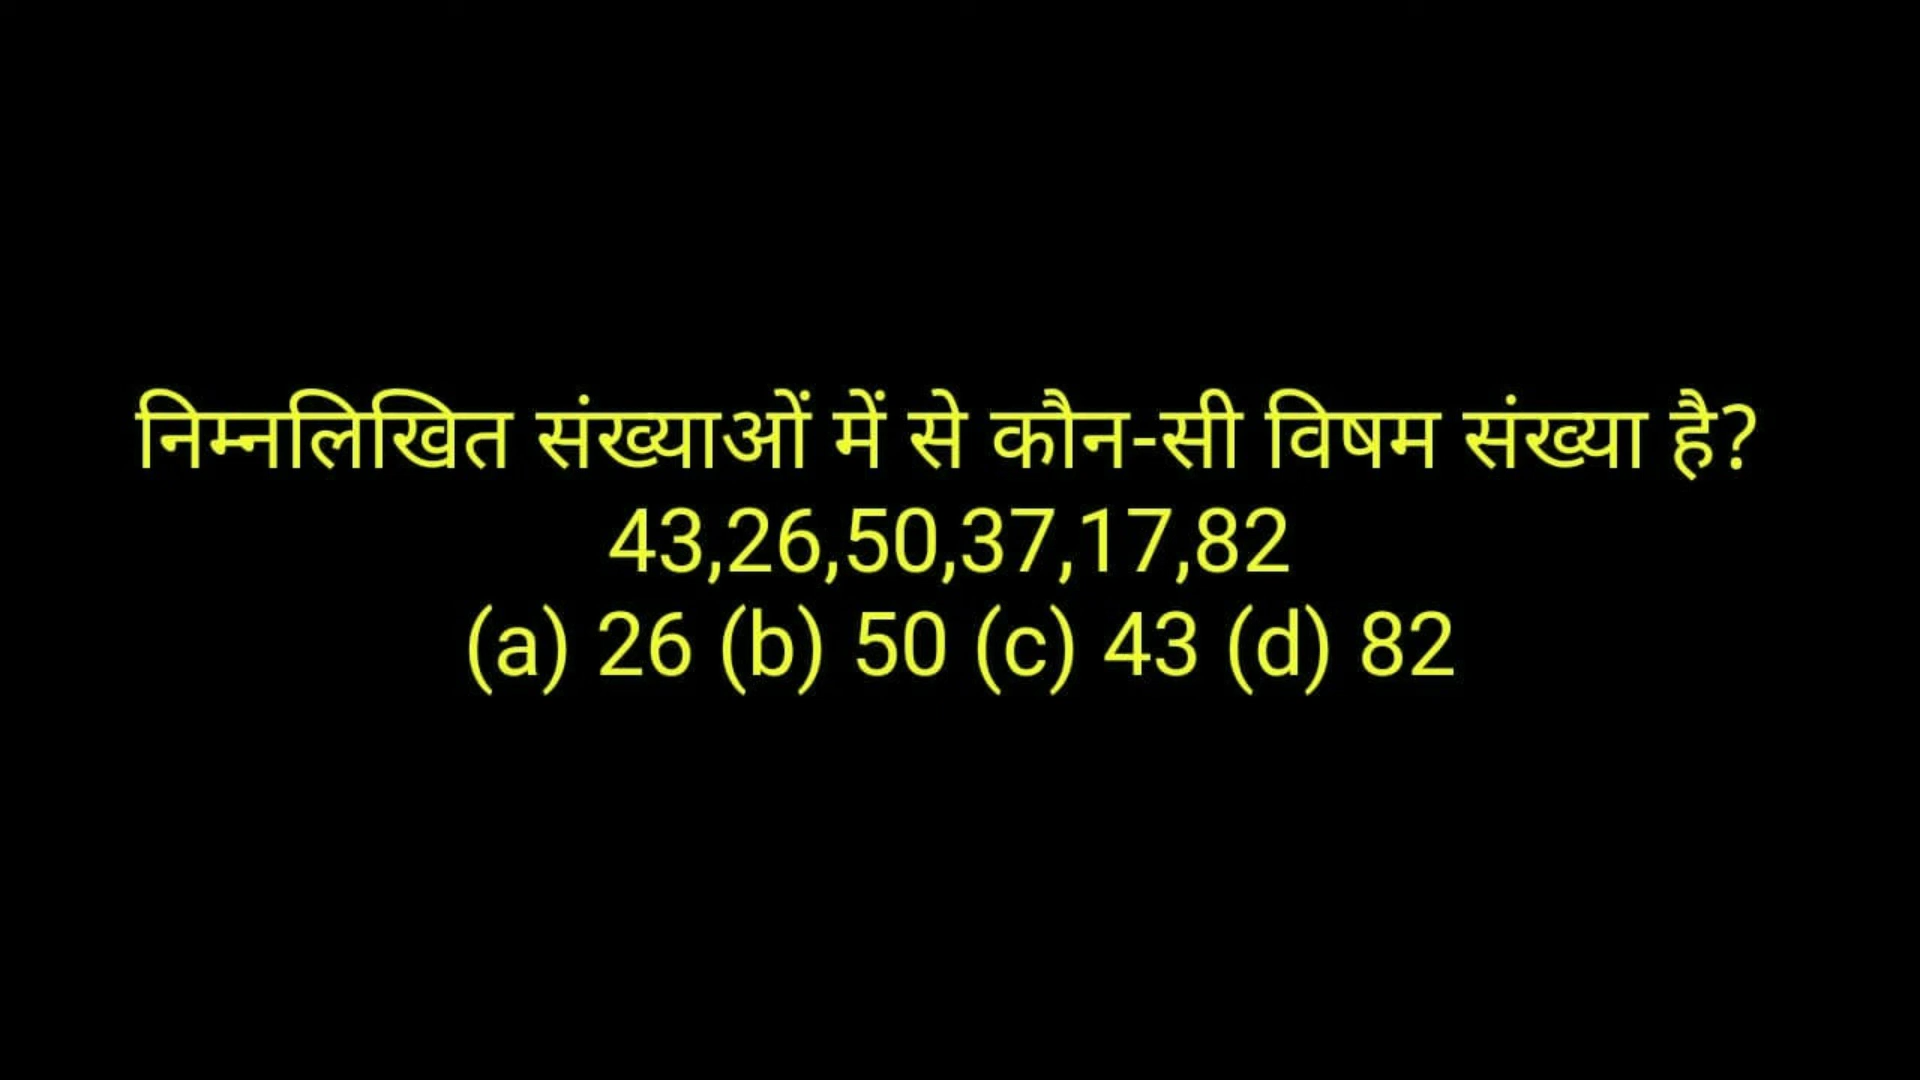 निम्नलिखित संख्याओं में से कौन-सी विषम संख्या है?
43,26,50,37,17,82
(a) 26 (b) 50 (c) 43 (d) 82